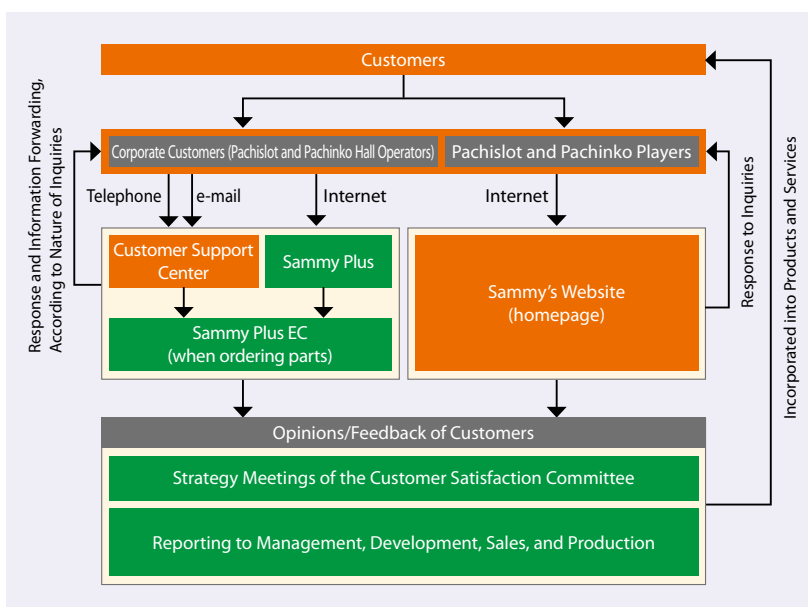 Customers
Corporate Customers (Pachislot and Pachinko Hall Operators)
Pachislot and Pachinko Players
Telephone
e-mail
Internet
Internet
Customer Support
Center
Sammy Plus
Sammy Plus EC
(when ordering parts)
Sammy’s Website
(homepage)
Opinions/Feedback of Customers
Strategy Meetings of the Customer Satisfaction Committee
Reporting to Management, Development, Sales, and Production
Response and Information Forwarding,
According to Nature of Inquiries
Response to Inquiries
Incorporated into Products and Services